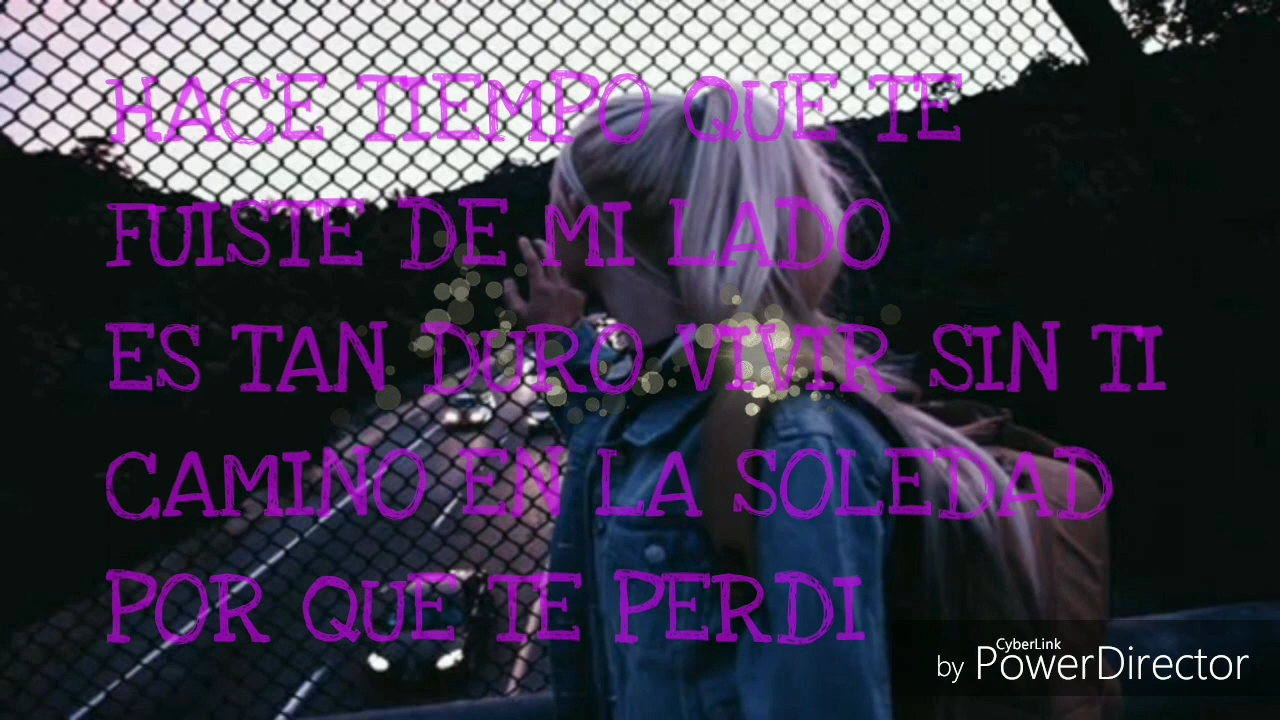 HACE TIEMPO QUE TE
FUISTE DE MI LADO
ES TAN DURO VIVIR SIN TI
CAMINO EN LA SOLEDAD
POR QUE TE PERDI
CyberLink
by PowerDirector